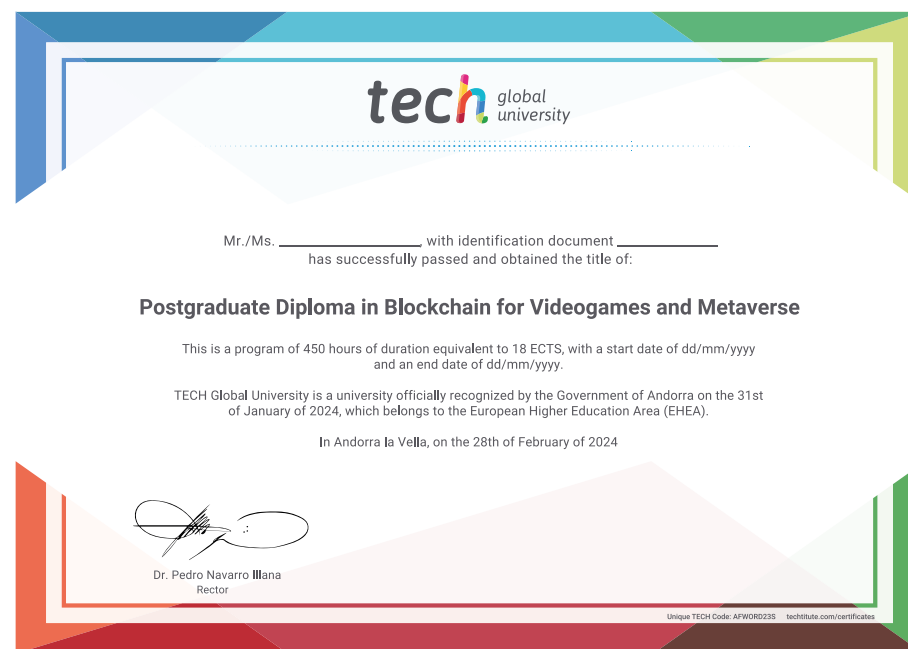 tech global university
Mr./Ms. ____________, with identification document ____________
has successfully passed and obtained the title of:
Postgraduate Diploma in Blockchain for Videogames and Metaverse
This is a program of 450 hours of duration equivalent to 18 ECTS, with a start date of dd/mm/yyyy
and an end date of dd/mm/yyyy.
TECH Global University is a university officially recognized by the Government of Andorra on the 31st
of January of 2024, which belongs to the European Higher Education Area (EHEA).
In Andorra la Vella, on the 28th of February of 2024
Dr. Pedro Navarro Illana
Rector
Unique TECH Code: AFWORD23S techtitute.com/certificates